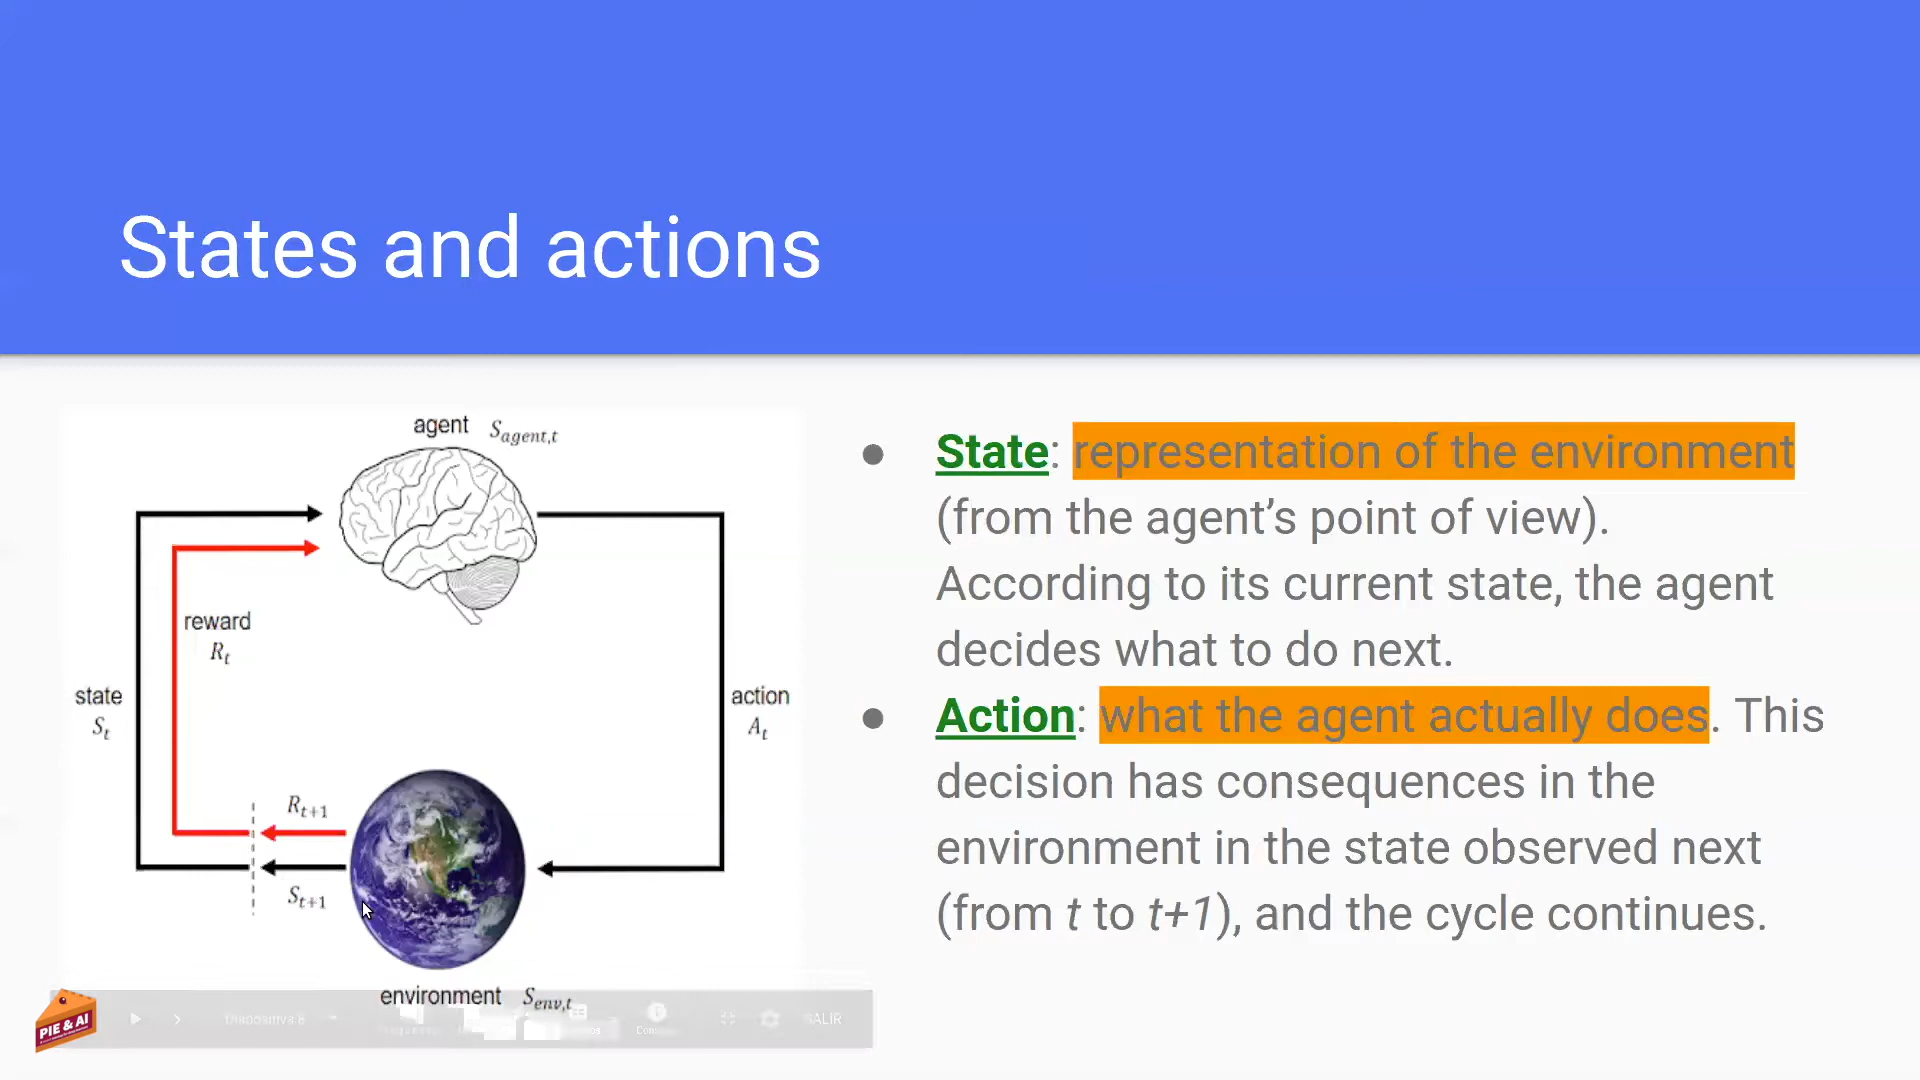 States and actions
agent S_agent,t
reward
R_t
state
S_t
action
A_t
R_t+1
S_t+1
environment S_env,t
● State: representation of the environment
(from the agent’s point of view).
According to its current state, the agent
decides what to do next.
● Action: what the agent actually does. This
decision has consequences in the
environment in the state observed next
(from t to t+1), and the cycle continues.
PIE & AI
Diapositiva 8
SALIR